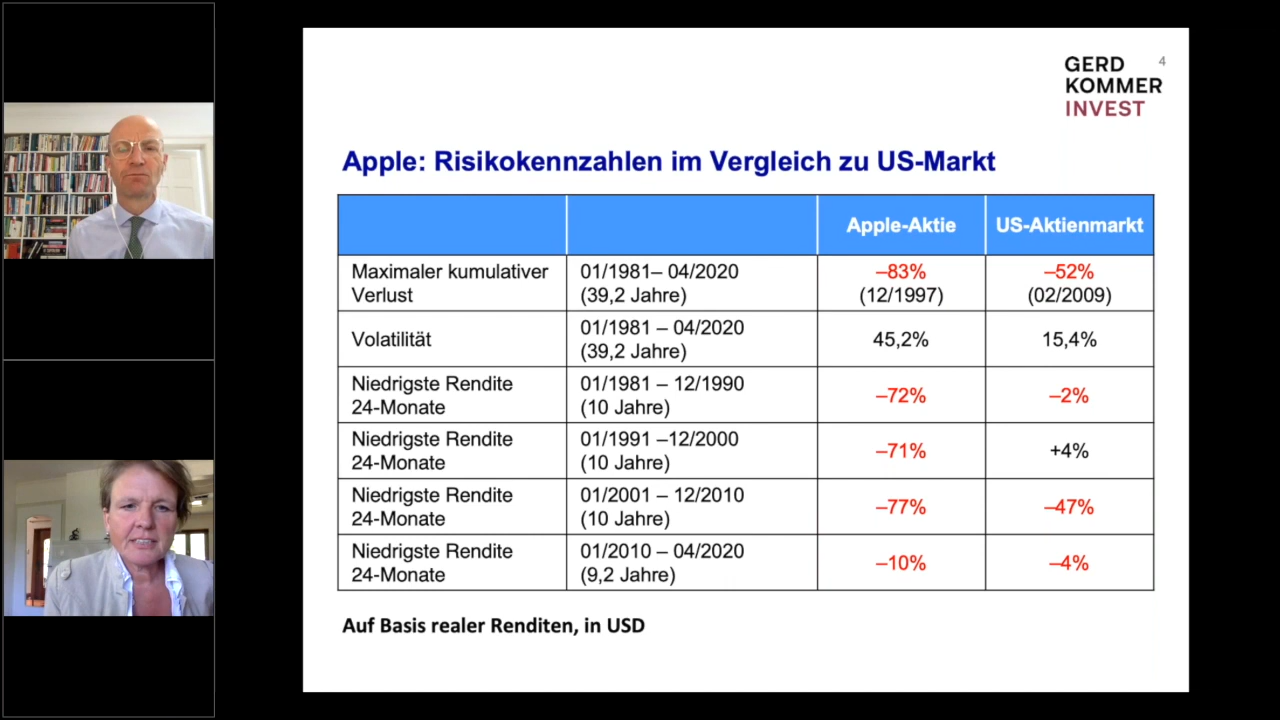 GERD
KOMMER
INVEST
4
Apple: Risikokennzahlen im Vergleich zu US-Markt
Apple-Aktie US-Aktienmarkt
Maximaler kumulativer Verlust 01/1981– 04/2020 (39,2 Jahre) –83% (12/1997) –52% (02/2009)
Volatilität 01/1981 – 04/2020 (39,2 Jahre) 45,2% 15,4%
Niedrigste Rendite 24-Monate 01/1981 – 12/1990 (10 Jahre) –72% –2%
Niedrigste Rendite 24-Monate 01/1991 –12/2000 (10 Jahre) –71% +4%
Niedrigste Rendite 24-Monate 01/2001 – 12/2010 (10 Jahre) –77% –47%
Niedrigste Rendite 24-Monate 01/2010 – 04/2020 (9,2 Jahre) –10% –4%
Auf Basis realer Renditen, in USD